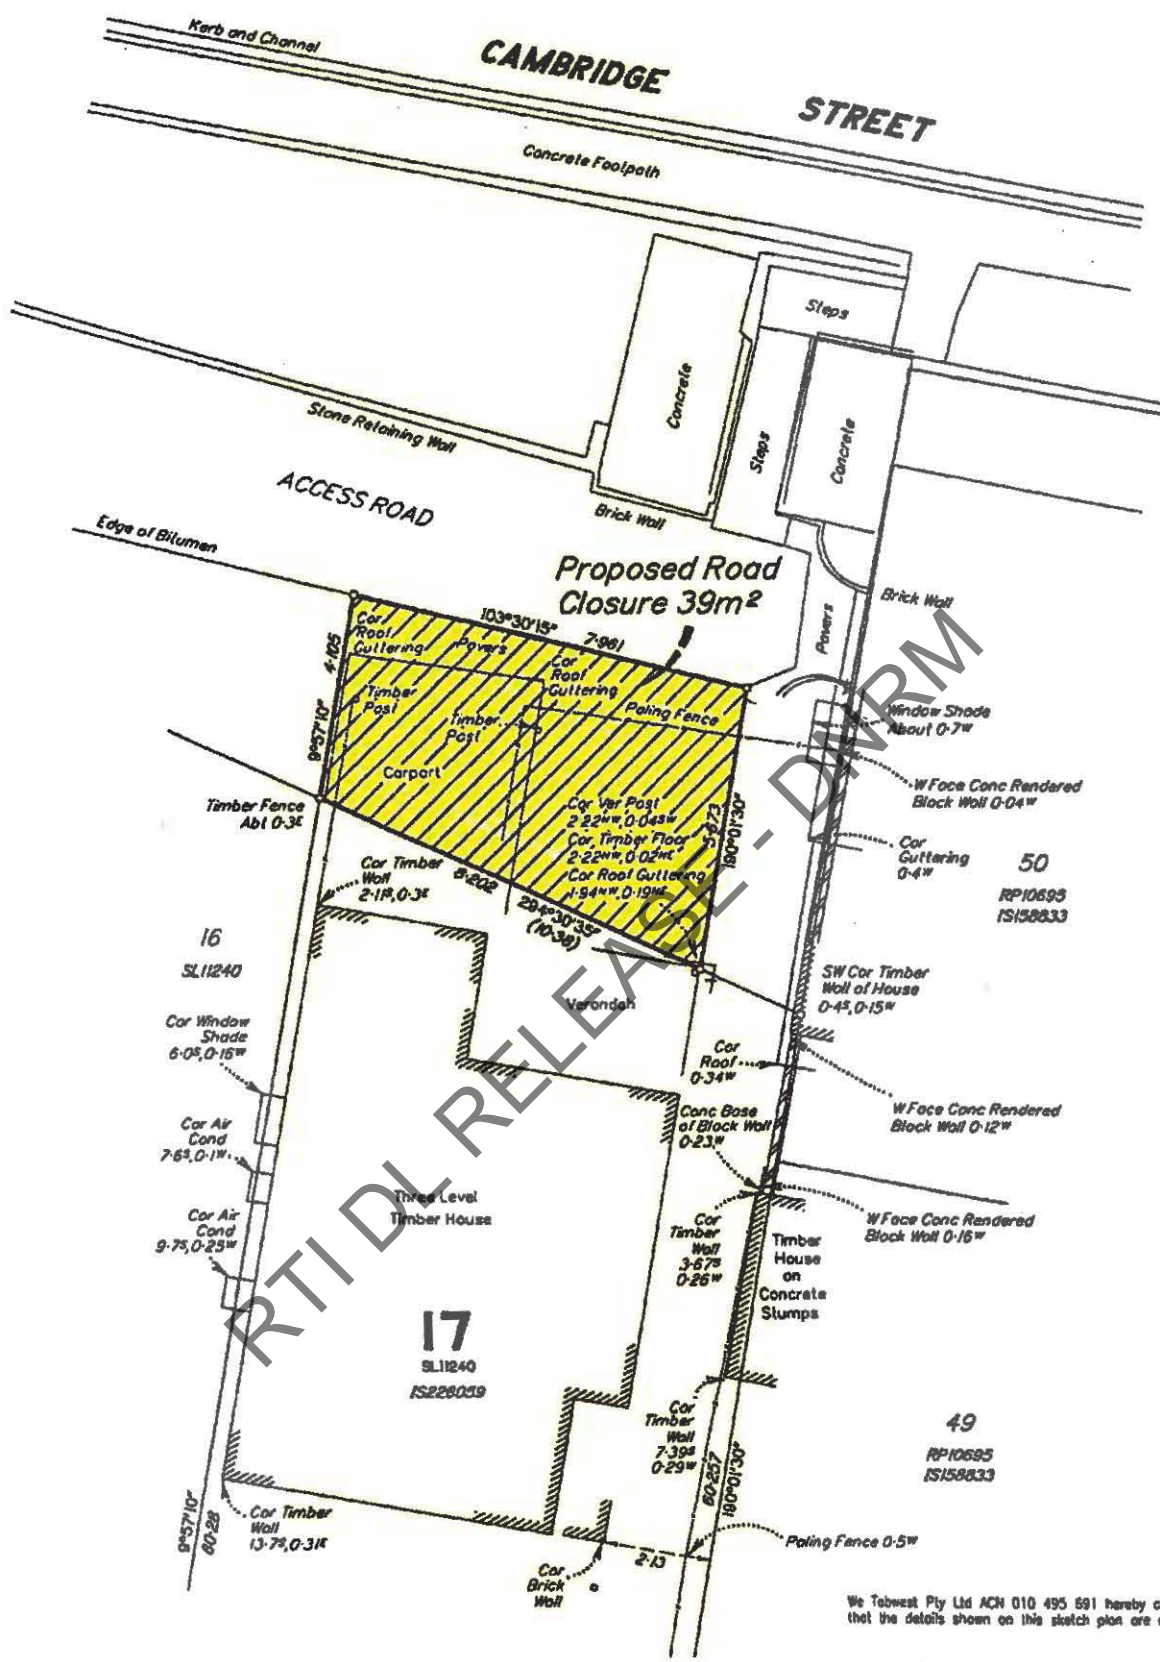 Kerb and Channel
CAMBRIDGE
STREET
Concrete Footpath
Steps
Concrete
Steps
Concrete
Stone Retaining Wall
ACCESS ROAD
Brick Wall
Edge of Bitumen
Proposed Road
Closure 39m²
Brick Wall
Pavers
103°30'15"
7·961
Cor
Roof
Guttering
Pavers
Cor
Roof
Guttering
4·105
9°57'10"
Timber
Post
Timber
Post
Paling Fence
Carport
Window Shade
About 0·7ᵂ
W Face Conc Rendered
Block Wall 0·04ᵂ
Timber Fence
Abt 0·3ᴱ
Cor Ver Post
2·22ᴺᵂ,0·04ˢᵂ
Cor Timber Floor
2·22ᴺᵂ,0·02ᴺᴱ
Cor Roof Guttering
1·94ᴺᵂ,0·19ᴺᴱ
5·673
190°01'30"
Cor
Guttering
0·4ᵂ
50
RP10695
IS158833
Cor Timber
Wall
2·11ˢ,0·3ᴱ
8·202
284°30'35"
(10·38)
16
SL11240
Verandah
SW Cor Timber
Wall of House
0·4ˢ,0·15ᵂ
Cor Window
Shade
6·0ˢ,0·16ᵂ
Cor
Roof
0·34ᵂ
Conc Base
of Block Wall
0·23ᵂ
W Face Conc Rendered
Block Wall 0·12ᵂ
Cor Air
Cond
7·6ˢ,0·1ᵂ
Three Level
Timber House
Cor Air
Cond
9·7ˢ,0·25ᵂ
Cor
Timber
Wall
3·67ˢ
0·26ᵂ
W Face Conc Rendered
Block Wall 0·16ᵂ
Timber
House
on
Concrete
Stumps
17
SL11240
IS226059
Cor
Timber
Wall
7·39ˢ
0·29ᵂ
49
RP10695
IS158833
60·257
190°01'30"
9°57'10"
60·28
Cor Timber
Wall
13·7ˢ,0·31ᴱ
Paling Fence 0·5ᵂ
2·13
Cor
Brick
Wall
We Tabwest Pty Ltd ACN 010 495 691 hereby
that the details shown on this sketch plan are
RTI DL RELEASE - DNRM